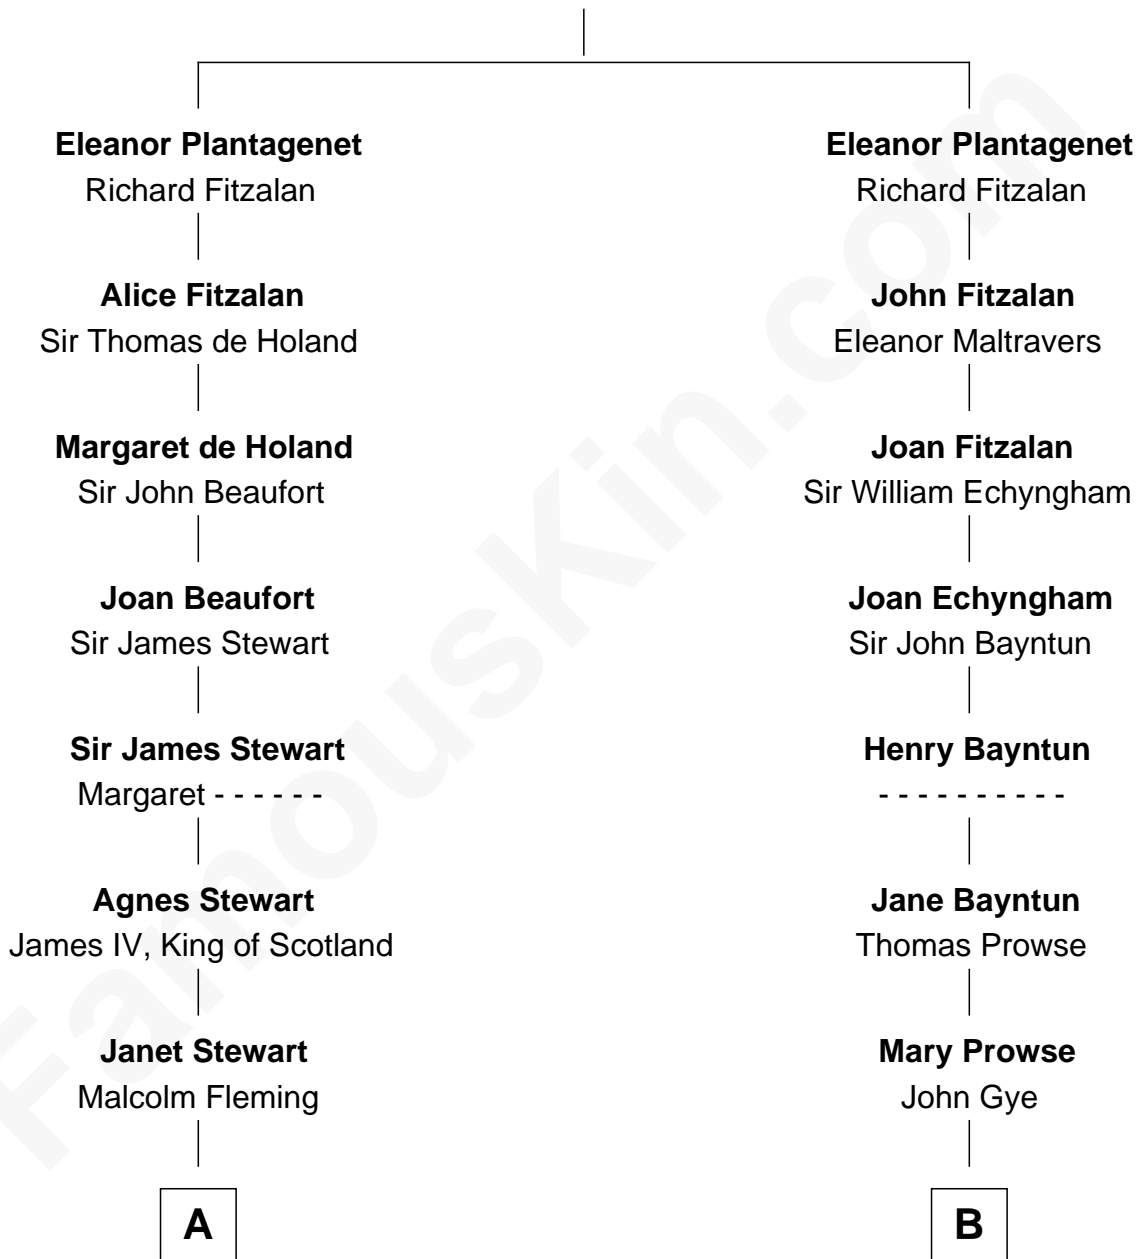 Eleanor Plantagenet
Richard Fitzalan
Alice Fitzalan
Sir Thomas de Holand
Margaret de Holand
Sir John Beaufort
Joan Beaufort
Sir James Stewart
Sir James Stewart
Margaret - - - - - -
Agnes Stewart
James IV, King of Scotland
Janet Stewart
Malcolm Fleming
A
Eleanor Plantagenet
Richard Fitzalan
John Fitzalan
Eleanor Maltravers
Joan Fitzalan
Sir William Echyngham
Joan Echyngham
Sir John Bayntun
Henry Bayntun
- - - - - - - - - -
Jane Bayntun
Thomas Prowse
Mary Prowse
John Gye
B
FamousKin.com